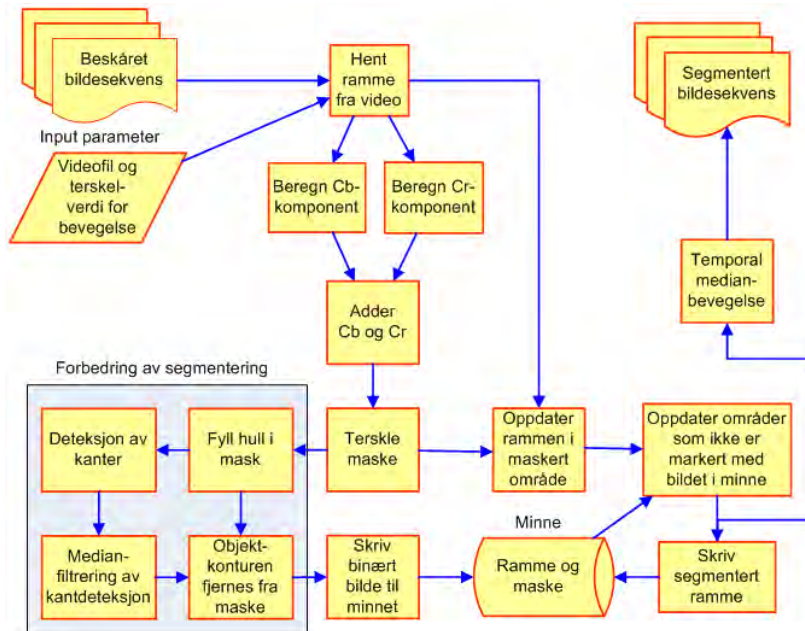 Beskåret
bildesekvens
Hent
ramme
fra video
Segmentert
bildesekvens
Input parameter
Videofil og
terskel-
verdi for
bevegelse
Beregn Cb-
komponent
Beregn Cr-
komponent
Temporal
median-
bevegelse
Adder
Cb og Cr
Forbedring av segmentering
Deteksjon av
kanter
Fyll hull i
mask
Terskle
maske
Oppdater
rammen i
maskert
område
Oppdater områder
som ikke er
markert med
bildet i minne
Median-
filtrering av
kantdeteksjon
Objekt-
konturen
fjernes fra
maske
Skriv
binært
bilde til
minnet
Minne
Ramme og
maske
Skriv
segmentert
ramme